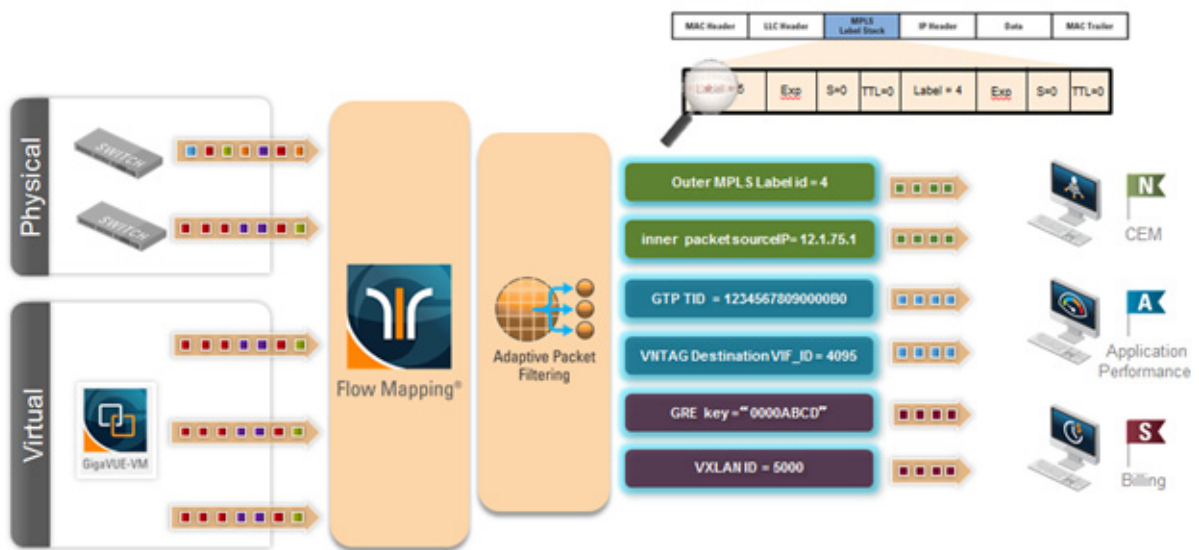 MAC Header
LLC Header
MPLS
Label Stack
IP Header
Data
MAC Trailer
Label = 5
Exp
S=0
TTL=0
Label = 4
Exp
S=0
TTL=0
Physical
SWITCH
SWITCH
Virtual
GigaVUE-VM
Flow Mapping®
Adaptive Packet
Filtering
Outer MPLS Label id = 4
inner packet sourceIP= 12.1.75.1
GTP TID = 12345678090000B0
VNTAG Destination VIF_ID = 4095
GRE key =“0000ABCD”
VXLAN ID = 5000
N
CEM
A
Application
Performance
S
Billing